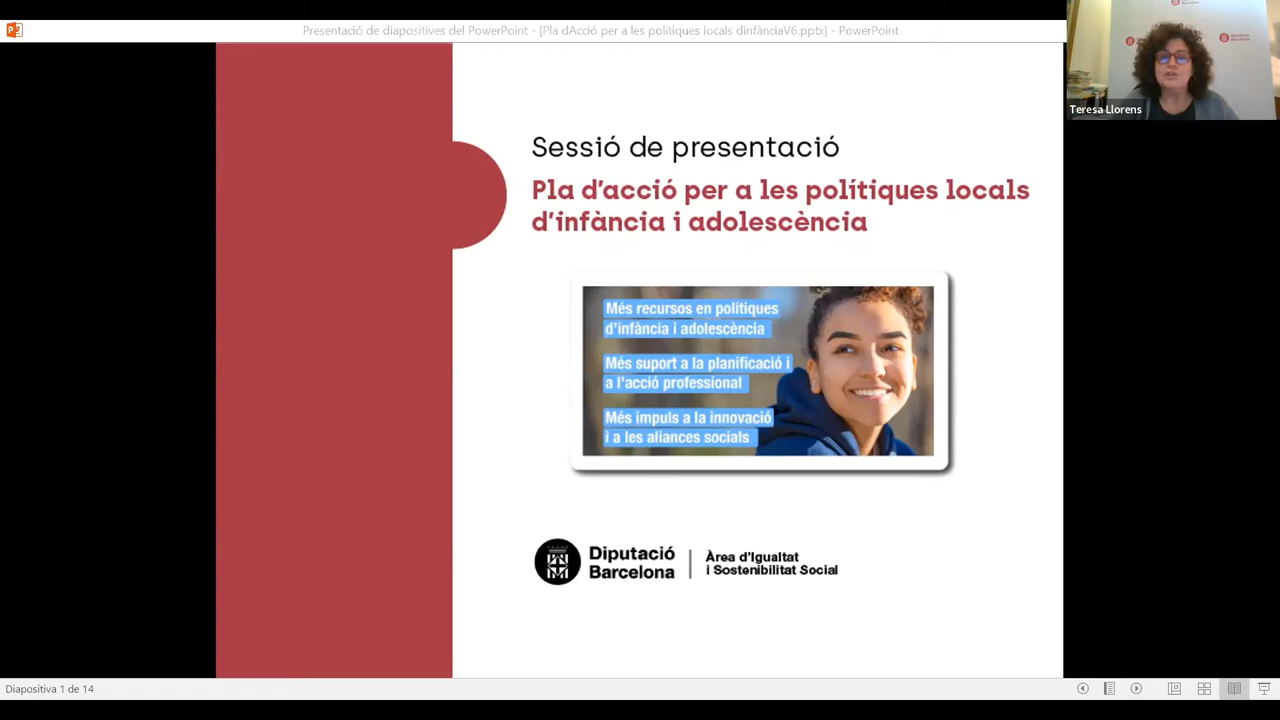 Presentació de diapositives del PowerPoint - [Pla dAcció per a les polítiques locals dinfànciaV6.pptx] - PowerPoint
Teresa Llorens
Sessió de presentació
Pla d'acció per a les polítiques locals
d'infància i adolescència
Més recursos en polítiques
d'infància i adolescència
Més suport a la planificació i
a l'acció professional
Més impuls a la innovació
i a les aliances socials
Diputació
Barcelona
Àrea d'Igualtat
i Sostenibilitat Social
Diapositiva 1 de 14